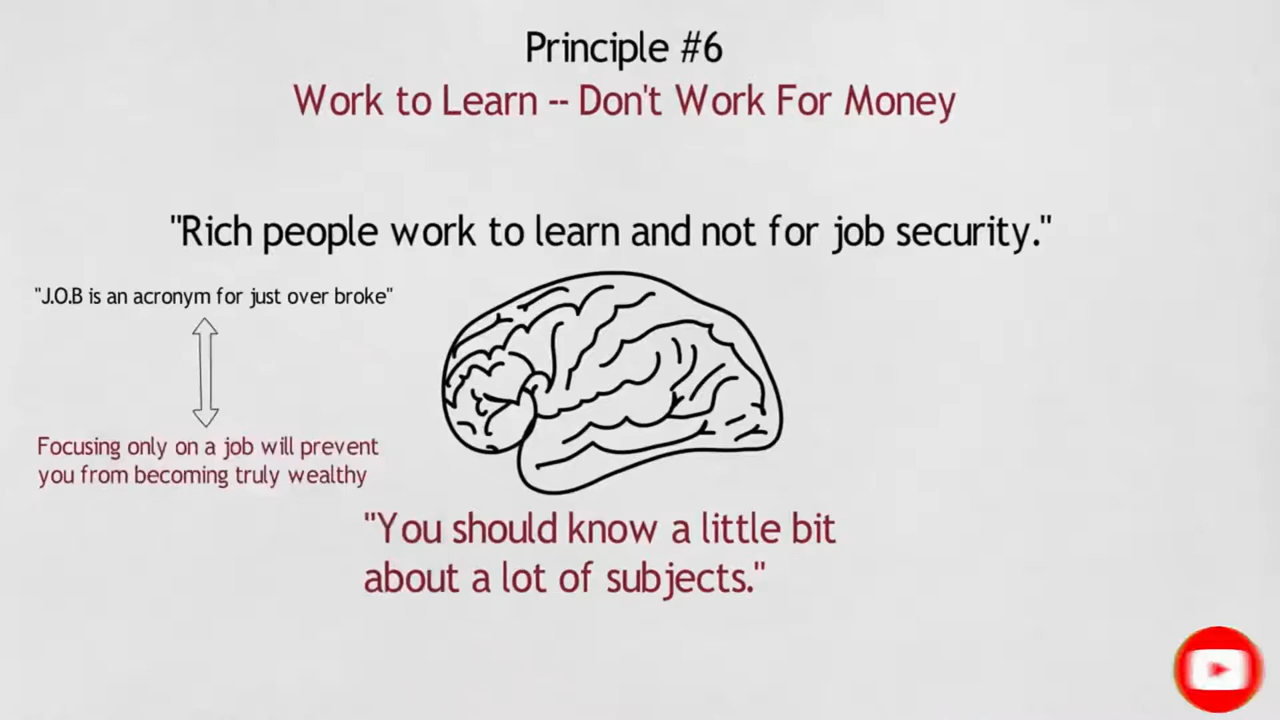 Principle #6
Work to Learn -- Don't Work For Money
"Rich people work to learn and not for job security."
"J.O.B is an acronym for just over broke"
Focusing only on a job will prevent
you from becoming truly wealthy
"You should know a little bit
about a lot of subjects."